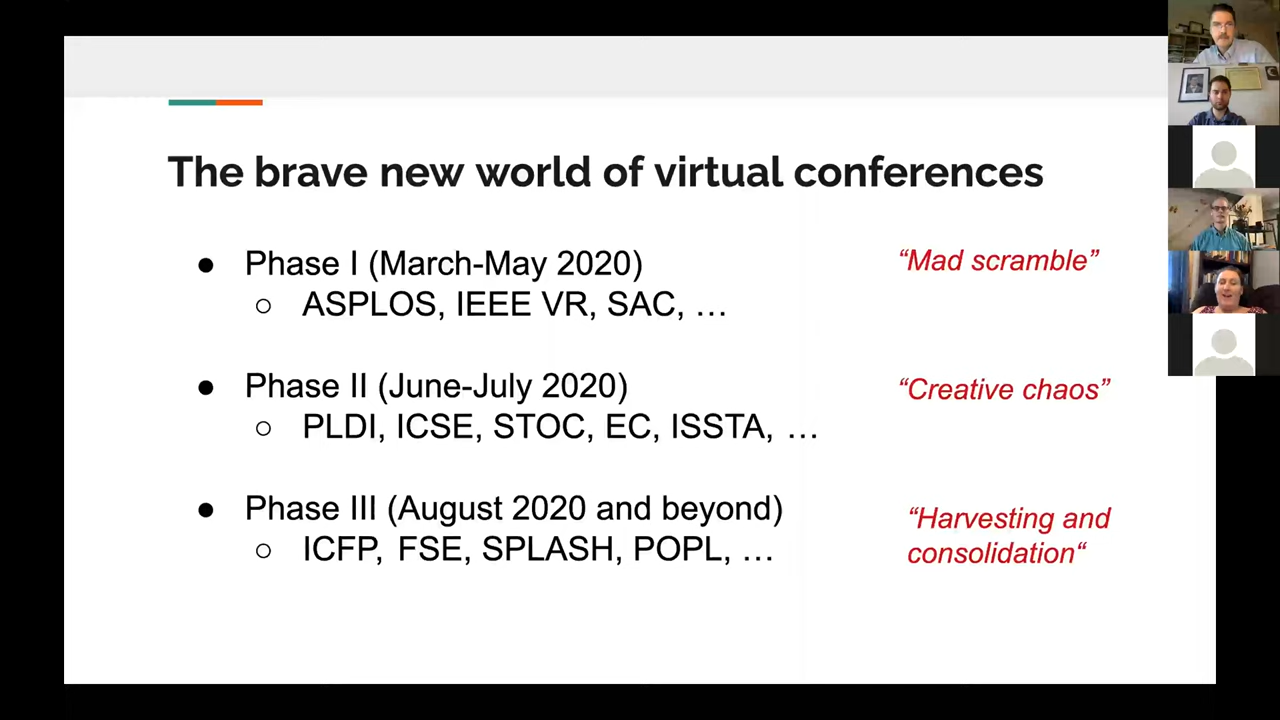 The brave new world of virtual conferences
● Phase I (March-May 2020)
“Mad scramble”
○ ASPLOS, IEEE VR, SAC, …
● Phase II (June-July 2020)
“Creative chaos”
○ PLDI, ICSE, STOC, EC, ISSTA, …
● Phase III (August 2020 and beyond)
“Harvesting and
consolidation“
○ ICFP, FSE, SPLASH, POPL, …